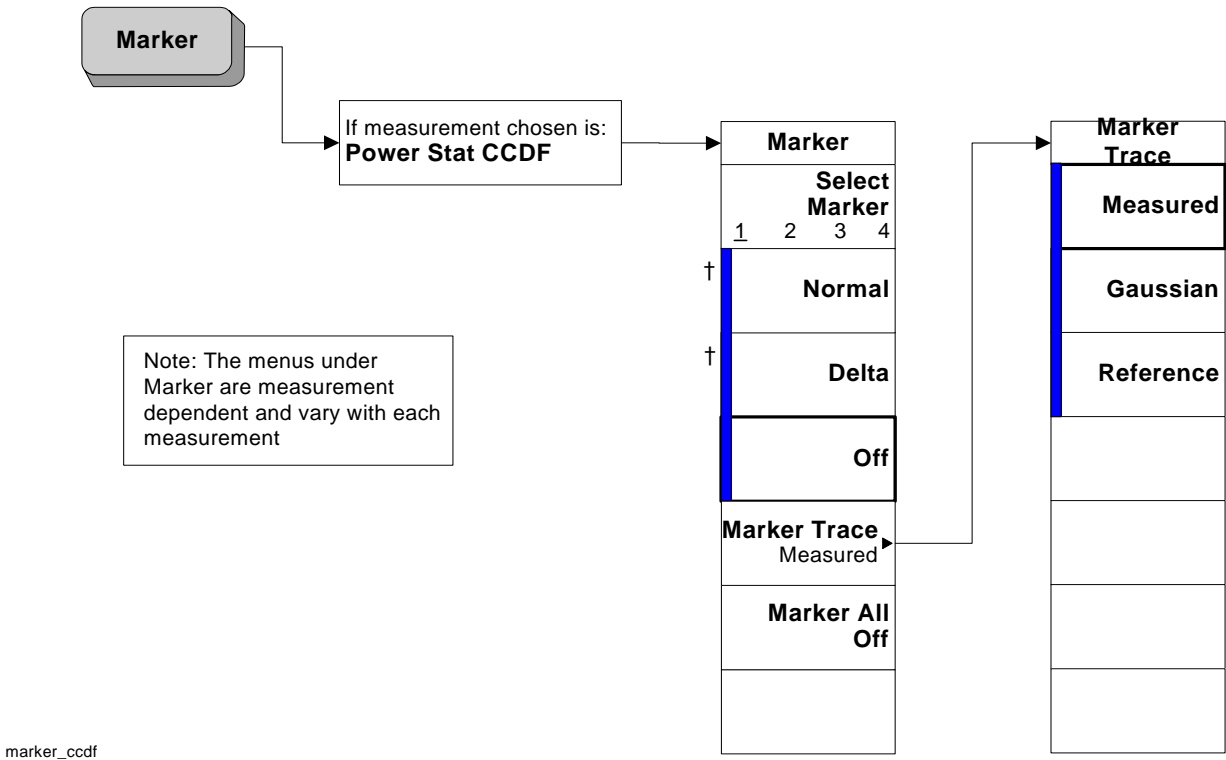 Marker
If measurement chosen is:
Power Stat CCDF
Note: The menus under
Marker are measurement
dependent and vary with each
measurement
Marker
Select
Marker
1 2 3 4
†
Normal
†
Delta
Off
Marker Trace
Measured
Marker All
Off
Marker
Trace
Measured
Gaussian
Reference
marker_ccdf